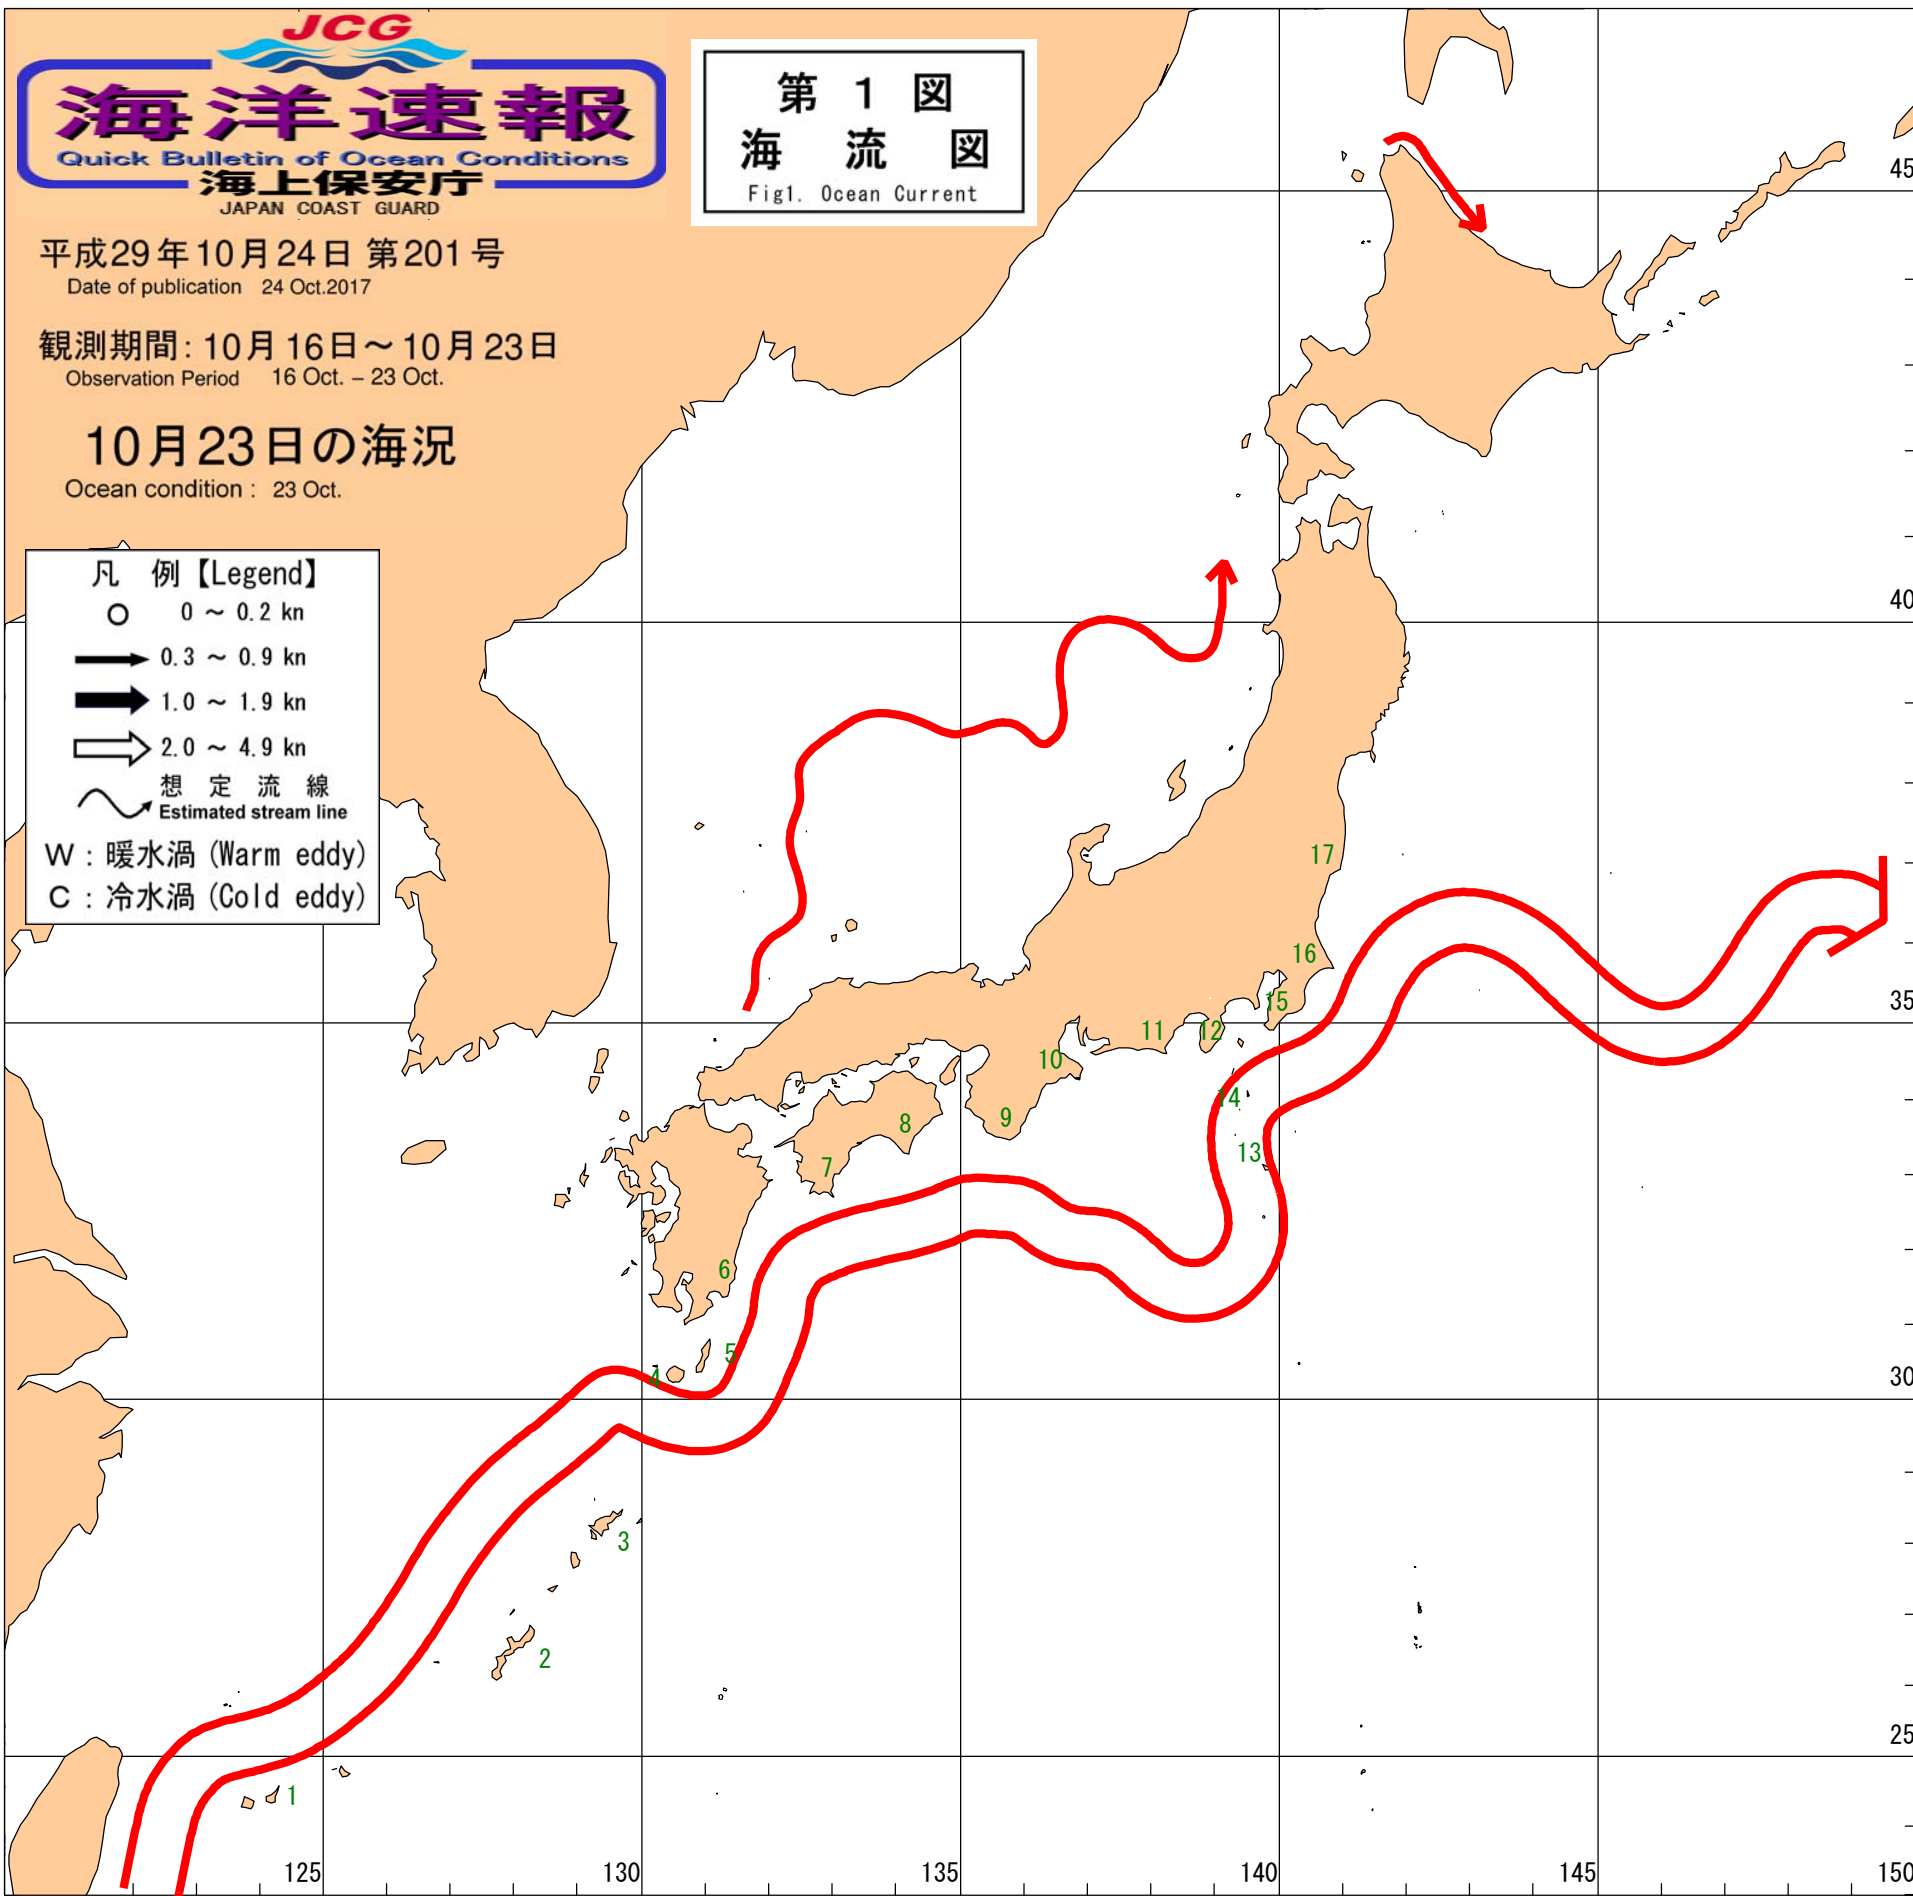 JCG
海洋速報
Quick Bulletin of Ocean Conditions
海上保安庁
JAPAN COAST GUARD
第 1 図
海 流 図
Fig1. Ocean Current
平成29年10月24日 第201号
Date of publication 24 Oct.2017
観測期間: 10月16日～10月23日
Observation Period 16 Oct. – 23 Oct.
10月23日の海況
Ocean condition : 23 Oct.
凡 例【Legend】
0 ～ 0.2 kn
0.3 ～ 0.9 kn
1.0 ～ 1.9 kn
2.0 ～ 4.9 kn
想 定 流 線
Estimated stream line
W : 暖水渦 (Warm eddy)
C : 冷水渦 (Cold eddy)
45
40
17
16
35
15
11
12
10
14
8
9
13
7
6
5
4
30
3
2
25
1
125
130
135
140
145
150